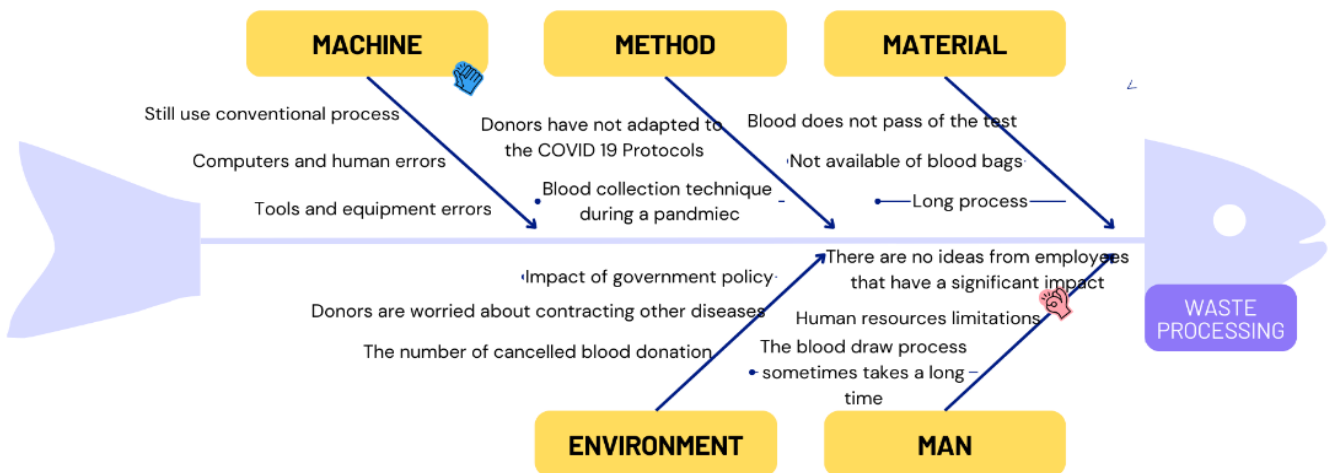 MACHINE
METHOD
MATERIAL
Still use conventional process
Computers and human errors
Tools and equipment errors
Donors have not adapted to
the COVID 19 Protocols
Blood collection technique
during a pandmiec
Blood does not pass of the test
Not available of blood bags
Long process
Impact of government policy
Donors are worried about contracting other diseases
The number of cancelled blood donation
There are no ideas from employees
that have a significant impact
Human resources limitations
The blood draw process
sometimes takes a long
time
WASTE
PROCESSING
ENVIRONMENT
MAN